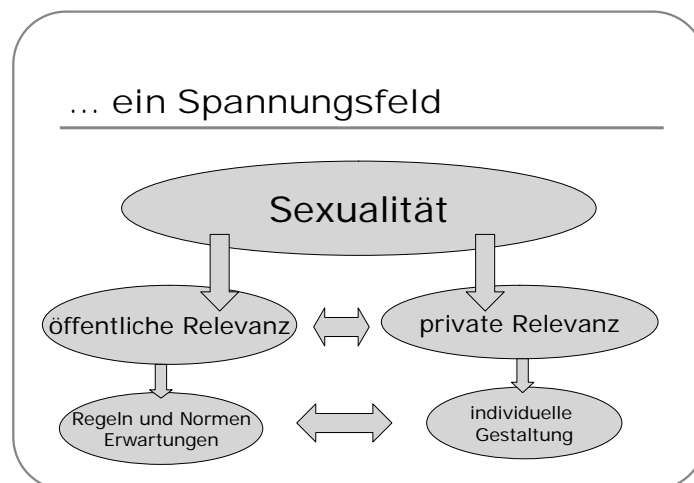 ... ein Spannungsfeld
Sexualität
öffentliche Relevanz
private Relevanz
Regeln und Normen
Erwartungen
individuelle
Gestaltung